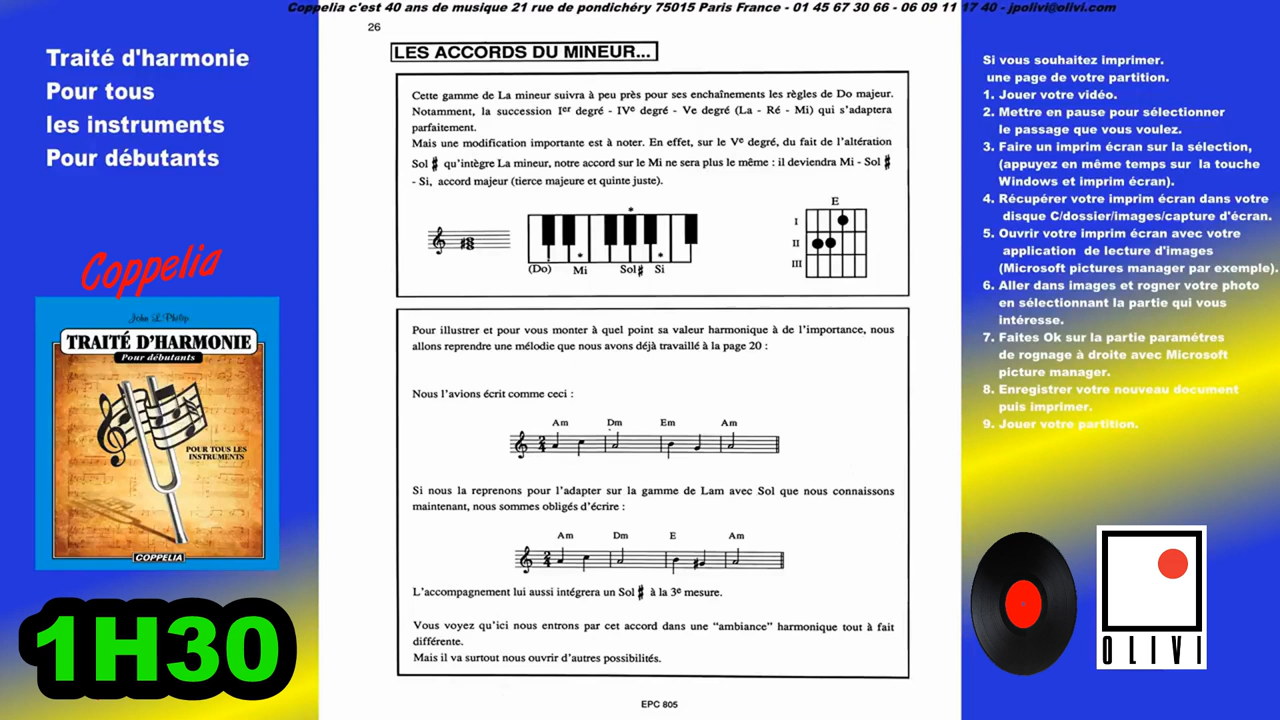 Coppelia c'est 40 ans de musique 21 rue de pondichéry 75015 Paris France - 01 45 67 30 66 - 06 09 11 17 40 - jpolivi@olivi.com
Traité d'harmonie
Pour tous
les instruments
Pour débutants
Coppelia
John L. Philip
TRAITÉ D'HARMONIE
Pour débutants
POUR TOUS LES
INSTRUMENTS
COPPELIA
1H30
26
LES ACCORDS DU MINEUR...
Cette gamme de La mineur suivra à peu près pour ses enchaînements les règles de Do majeur.
Notamment, la succession Ier degré - IVe degré - Ve degré (La - Ré - Mi) qui s'adaptera
parfaitement.
Mais une modification importante est à noter. En effet, sur le Ve degré, du fait de l'altération
Sol # qu'intègre La mineur, notre accord sur le Mi ne sera plus le même : il deviendra Mi - Sol #
- Si, accord majeur (tierce majeure et quinte juste).
*
* *
(Do) Mi Sol# Si
E
I
II
III
Pour illustrer et pour vous monter à quel point sa valeur harmonique à de l'importance, nous
allons reprendre une mélodie que nous avons déjà travaillé à la page 20 :
Nous l'avions écrit comme ceci :
Am Dm Em Am
2
4
Si nous la reprenons pour l'adapter sur la gamme de Lam avec Sol que nous connaissons
maintenant, nous sommes obligés d'écrire :
Am Dm E Am
2
4
L'accompagnement lui aussi intégrera un Sol # à la 3e mesure.
Vous voyez qu'ici nous entrons par cet accord dans une "ambiance" harmonique tout à fait
différente.
Mais il va surtout nous ouvrir d'autres possibilités.
EPC 805
Si vous souhaitez imprimer.
une page de votre partition.
1. Jouer votre vidéo.
2. Mettre en pause pour sélectionner
le passage que vous voulez.
3. Faire un imprim écran sur la sélection,
(appuyez en même temps sur la touche
Windows et imprim écran).
4. Récupérer votre imprim écran dans votre
disque C/dossier/images/capture d'écran.
5. Ouvrir votre imprim écran avec votre
application de lecture d'images
(Microsoft pictures manager par exemple).
6. Aller dans images et rogner votre photo
en sélectionnant la partie qui vous
intéresse.
7. Faites Ok sur la partie paramétres
de rognage à droite avec Microsoft
picture manager.
8. Enregistrer votre nouveau document
puis imprimer.
9. Jouer votre partition.
OLIVI